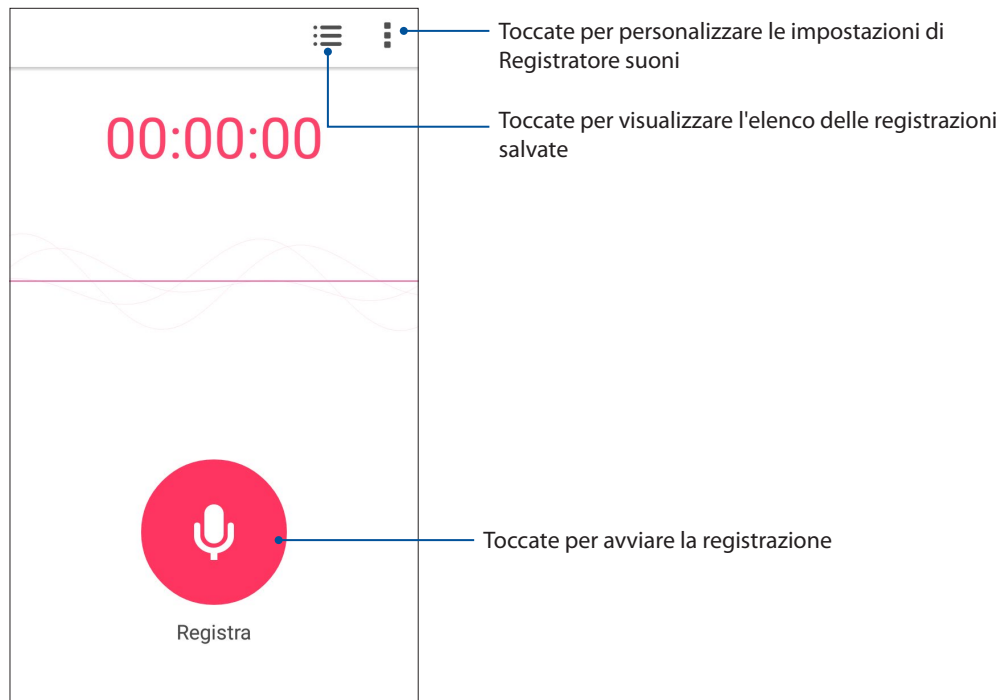 Toccate per personalizzare le impostazioni di
Registratore suoni
Toccate per visualizzare l'elenco delle registrazioni
salvate
00:00:00
Toccate per avviare la registrazione
Registra